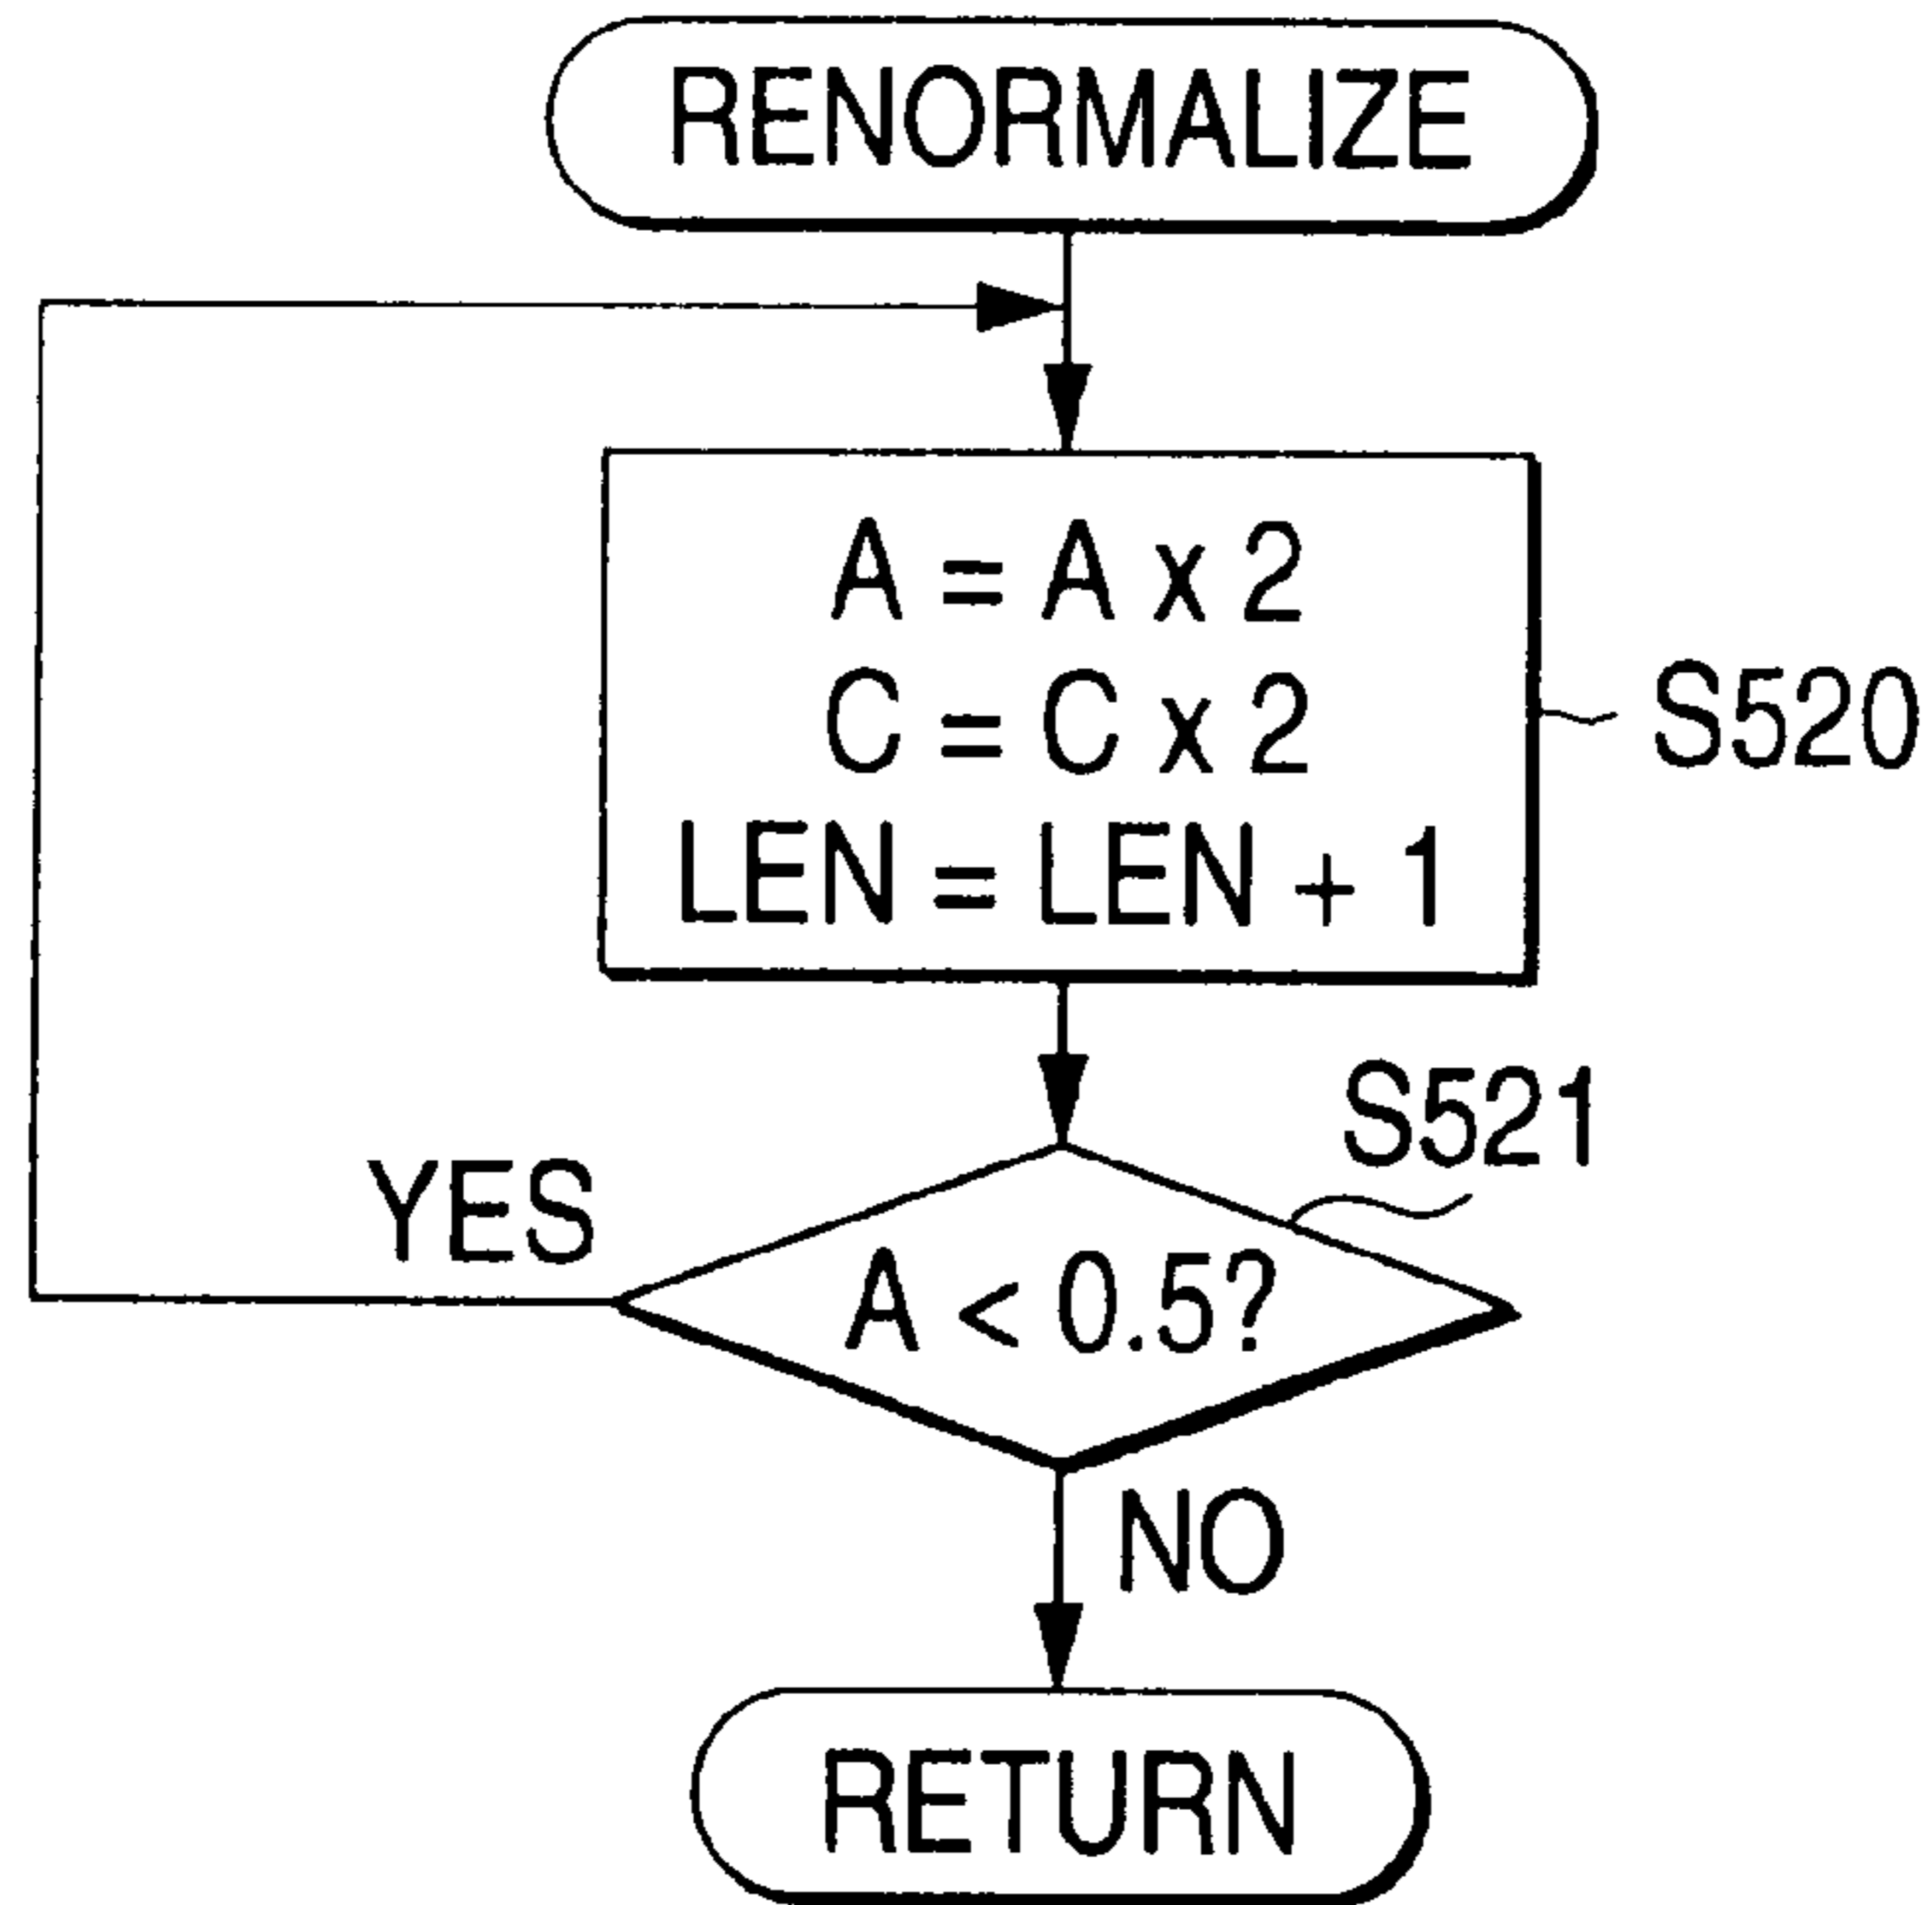 RENORMALIZE
A = A x 2
C = C x 2
LEN = LEN + 1
S520
S521
YES
A < 0.5?
NO
RETURN